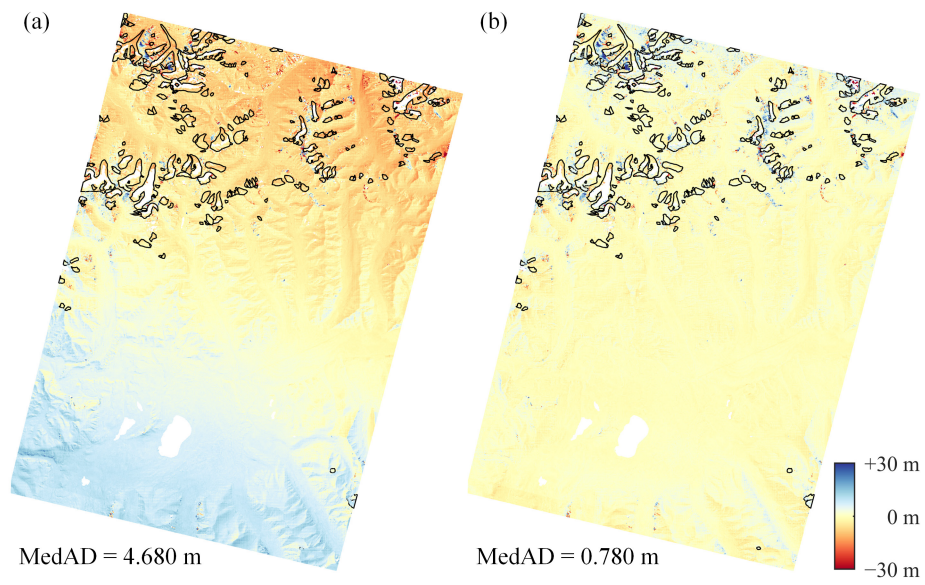 (a)
(b)
+30 m
0 m
−30 m
MedAD = 4.680 m
MedAD = 0.780 m